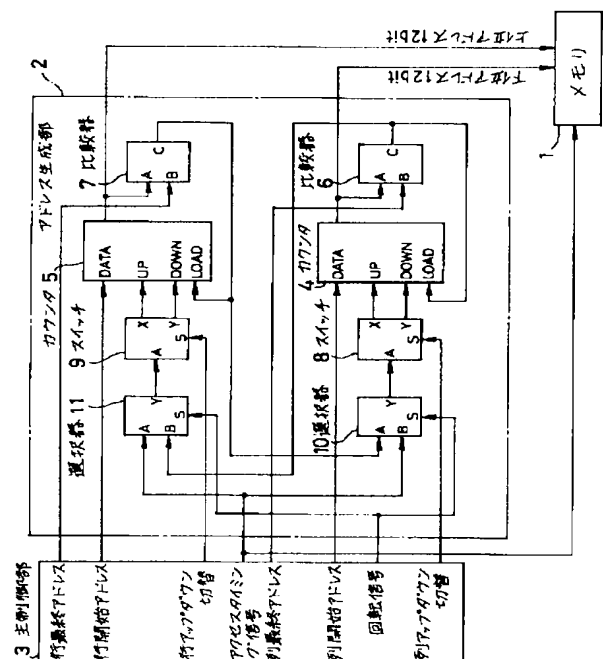 3 主制御部
行最終アドレス
行開始アドレス
行アップダウン
切替
アクセスタイミン
グ信号
列最終アドレス
列開始アドレス
回転信号
列アップダウン
切替
2
アドレス生成部
カウンタ 5
DATA
UP
DOWN
LOAD
7 比較器
A
B
C
9 スイッチ
A
X
Y
S
選択器 11
A
B
Y
S
4 カウンタ
DATA
UP
DOWN
LOAD
比較器
6
A
B
C
8 スイッチ
A
X
Y
S
10 選択器
A
B
Y
S
上位アドレス12bit
下位アドレス12bit
メモリ
1